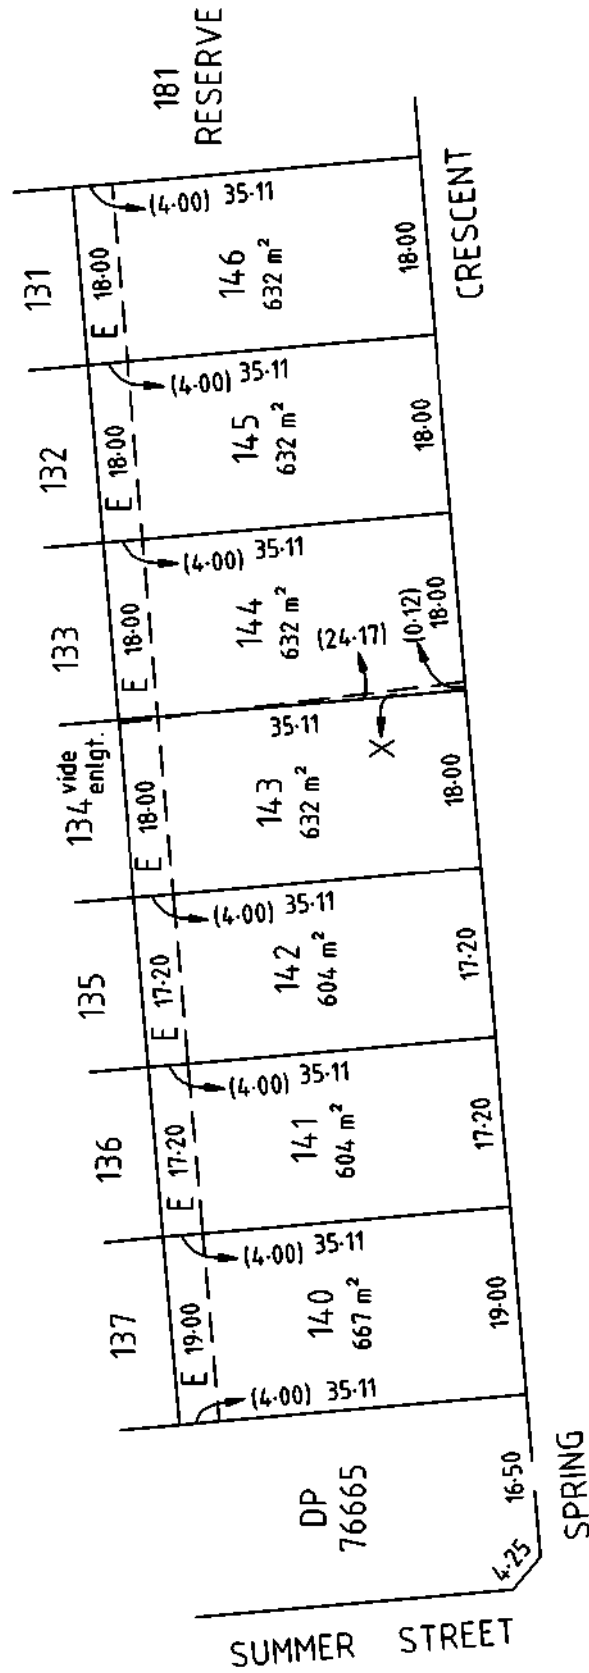 181
RESERVE
CRESCENT
131
E 18·00
(4·00) 35·11
146
632 m²
18·00
132
E 18·00
(4·00) 35·11
145
632 m²
18·00
133
E 18·00
(4·00) 35·11
144
632 m²
(24·17)
(0·12)
18·00
134 vide
enlgt.
E 18·00
35·11
X
143
632 m²
18·00
135
E 17·20
(4·00) 35·11
142
604 m²
17·20
136
E 17·20
(4·00) 35·11
141
604 m²
17·20
137
E 19·00
(4·00) 35·11
140
667 m²
19·00
(4·00) 35·11
DP
76665
16·50
4·25
SPRING
SUMMER STREET